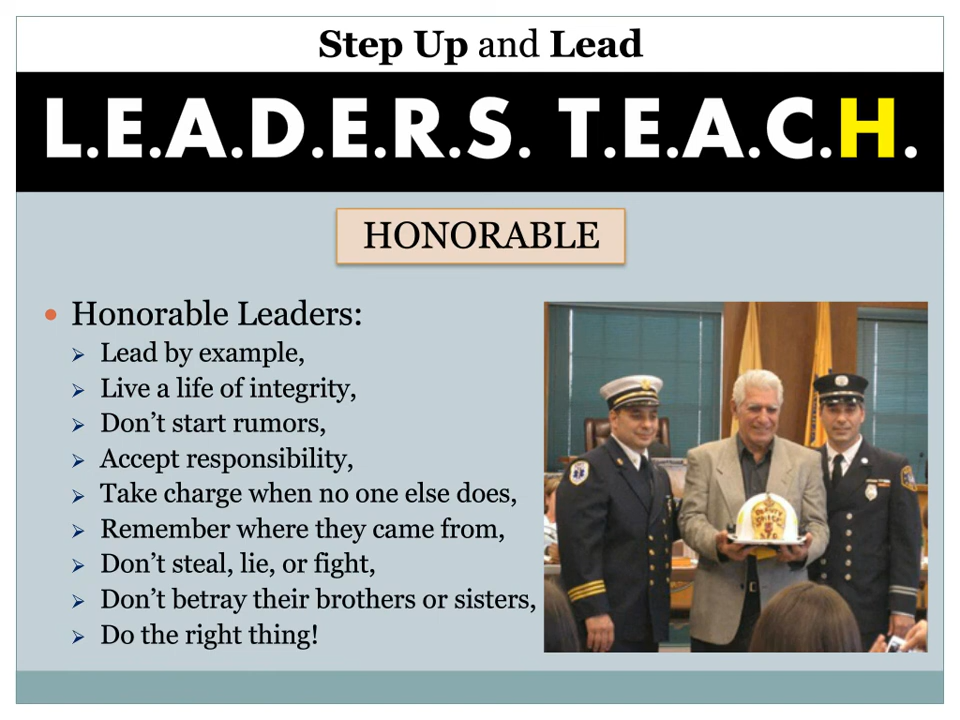 Step Up and Lead
L.E.A.D.E.R.S. T.E.A.C.H.
HONORABLE
Honorable Leaders:
Lead by example,
Live a life of integrity,
Don’t start rumors,
Accept responsibility,
Take charge when no one else does,
Remember where they came from,
Don’t steal, lie, or fight,
Don’t betray their brothers or sisters,
Do the right thing!
DEPUTY
CHIEF